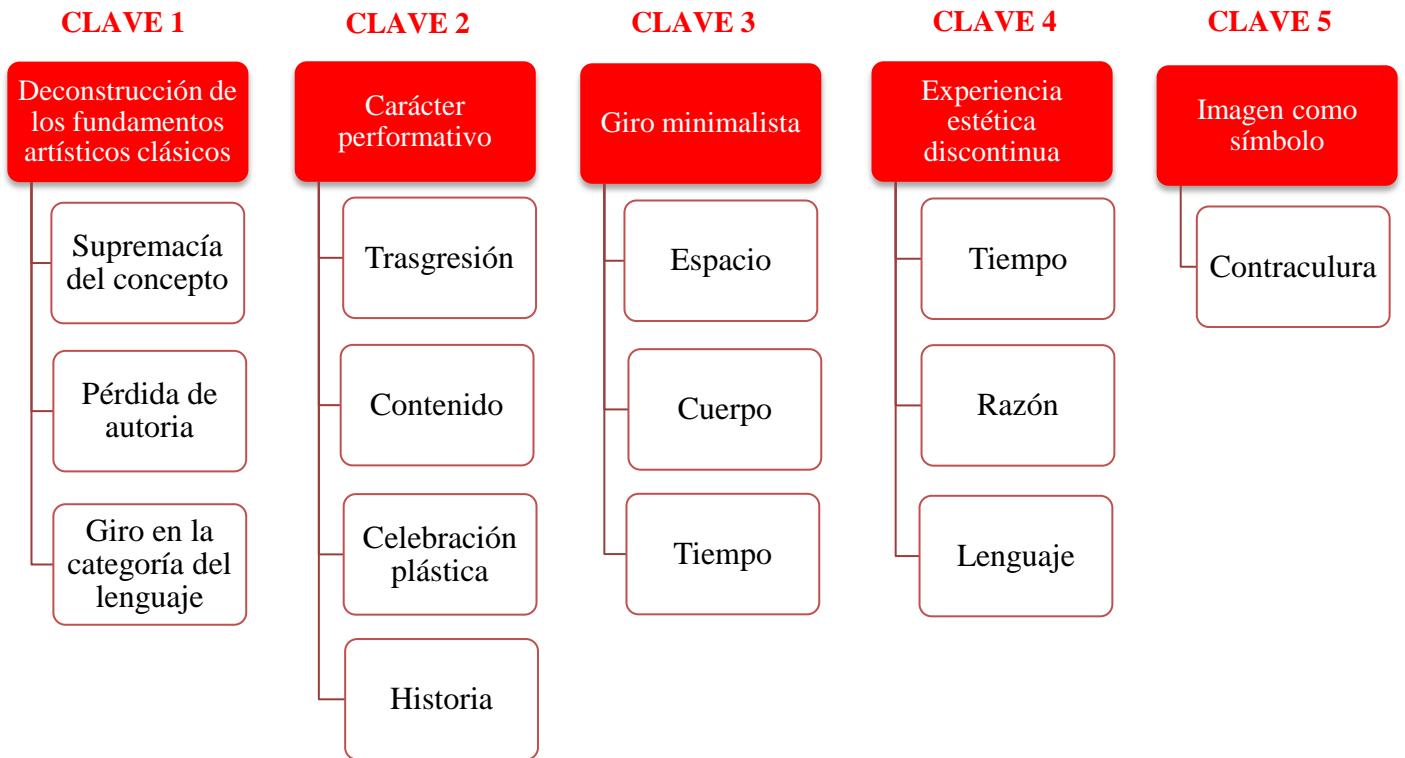 CLAVE 1
Deconstrucción de
los fundamentos
artísticos clásicos
Supremacía
del concepto
Pérdida de
autoria
Giro en la
categoría del
lenguaje
CLAVE 2
Carácter
performativo
Trasgresión
Contenido
Celebración
plástica
Historia
CLAVE 3
Giro minimalista
Espacio
Cuerpo
Tiempo
CLAVE 4
Experiencia
estética
discontinua
Tiempo
Razón
Lenguaje
CLAVE 5
Imagen como
símbolo
Contraculura